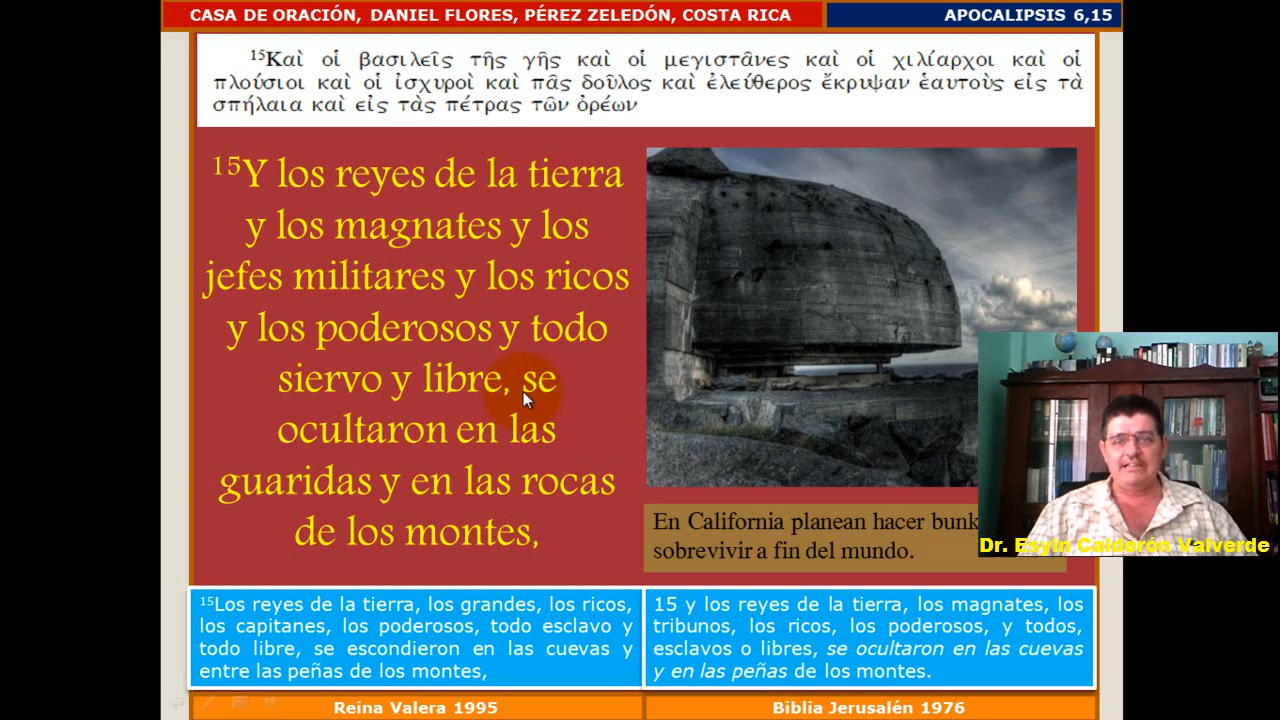 CASA DE ORACIÓN, DANIEL FLORES, PÉREZ ZELEDÓN, COSTA RICA
APOCALIPSIS 6,15
¹⁵Καὶ οἱ βασιλεῖς τῆς γῆς καὶ οἱ μεγιστᾶνες καὶ οἱ χιλίαρχοι καὶ οἱ
πλούσιοι καὶ οἱ ἰσχυροὶ καὶ πᾶς δοῦλος καὶ ἐλεύθερος ἔκρυψαν ἑαυτοὺς εἰς τὰ
σπήλαια καὶ εἰς τὰς πέτρας τῶν ὀρέων
¹⁵Y los reyes de la tierra
y los magnates y los
jefes militares y los ricos
y los poderosos y todo
siervo y libre, se
ocultaron en las
guaridas y en las rocas
de los montes,
En California planean hacer bunk
sobrevivir a fin del mundo.
Dr. Esyin Calderón Valverde
¹⁵Los reyes de la tierra, los grandes, los ricos,
los capitanes, los poderosos, todo esclavo y
todo libre, se escondieron en las cuevas y
entre las peñas de los montes,
15 y los reyes de la tierra, los magnates, los
tribunos, los ricos, los poderosos, y todos,
esclavos o libres, se ocultaron en las cuevas
y en las peñas de los montes.
Reina Valera 1995
Biblia Jerusalén 1976